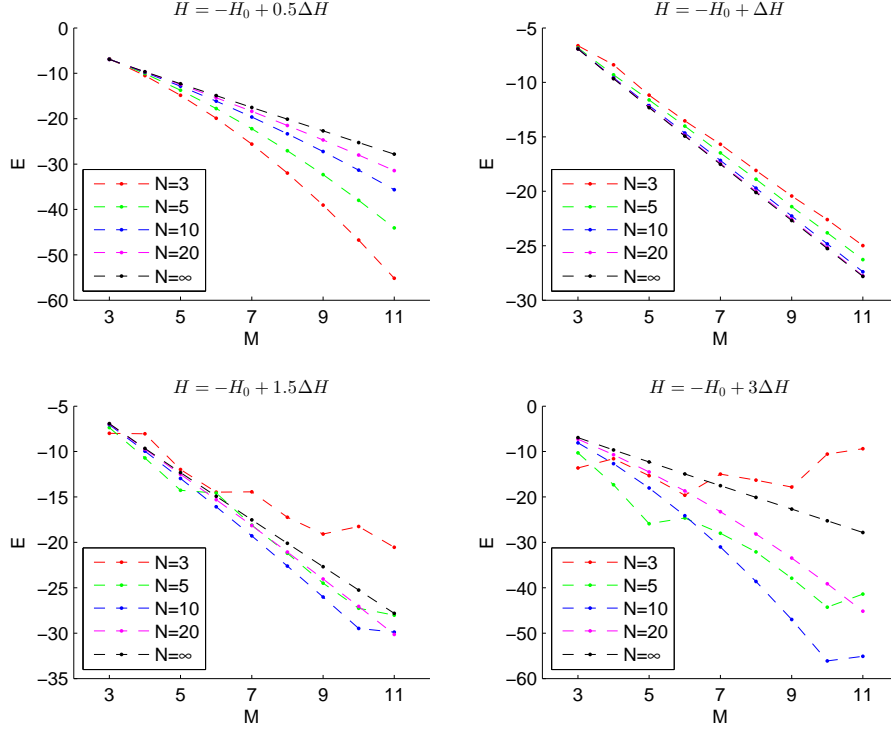 H = −H₀ + 0.5ΔH
0
−10
−20
−30
−40
−50
−60
E
3 5 7 9 11
M
N=3
N=5
N=10
N=20
N=∞
H = −H₀ + ΔH
−5
−10
−15
−20
−25
−30
E
3 5 7 9 11
M
N=3
N=5
N=10
N=20
N=∞
H = −H₀ + 1.5ΔH
−5
−10
−15
−20
−25
−30
−35
E
3 5 7 9 11
M
N=3
N=5
N=10
N=20
N=∞
H = −H₀ + 3ΔH
0
−10
−20
−30
−40
−50
−60
E
3 5 7 9 11
M
N=3
N=5
N=10
N=20
N=∞